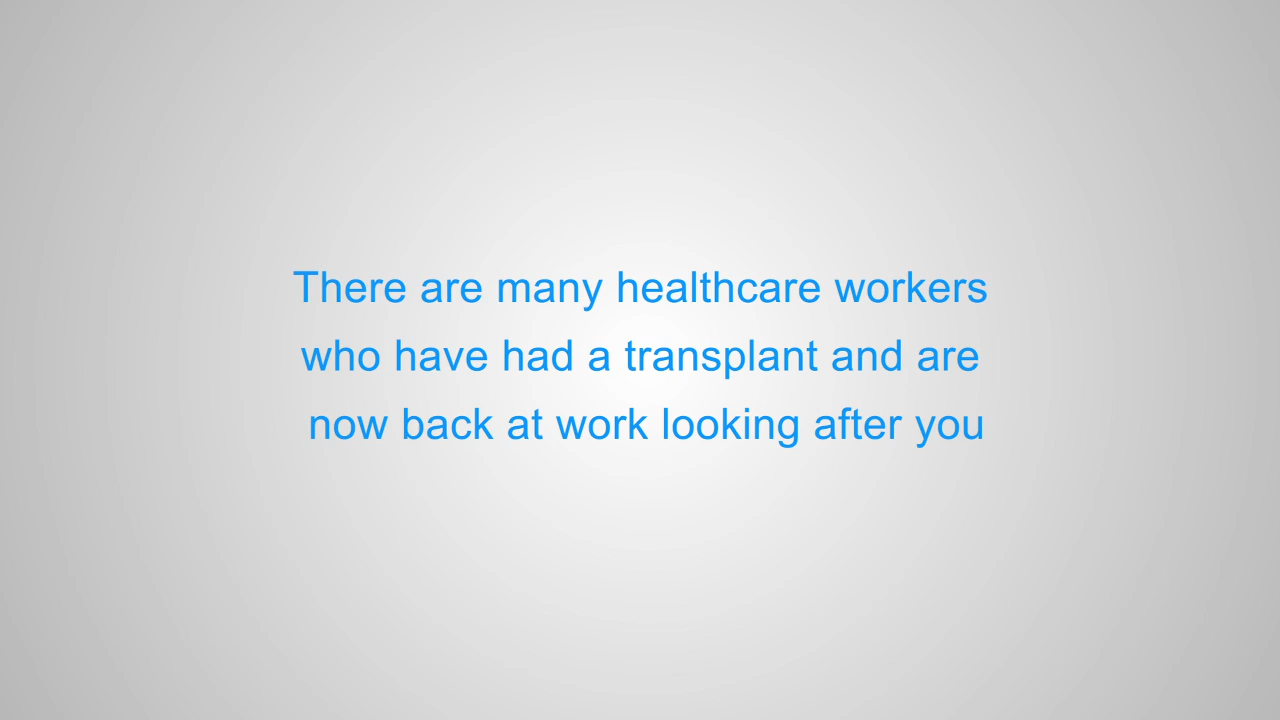 There are many healthcare workers
who have had a transplant and are
now back at work looking after you